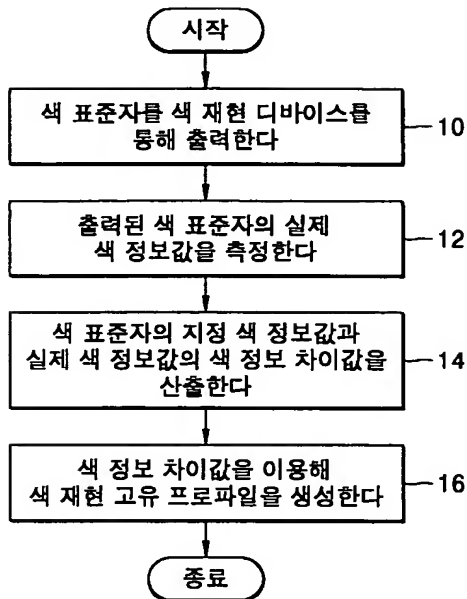 시작
색 표준자를 색 재현 디바이스를
통해 출력한다
10
출력된 색 표준자의 실제
색 정보값을 측정한다
12
색 표준자의 지정 색 정보값과
실제 색 정보값의 색 정보 차이값을
산출한다
14
색 정보 차이값을 이용해
색 재현 고유 프로파일을 생성한다
16
종료